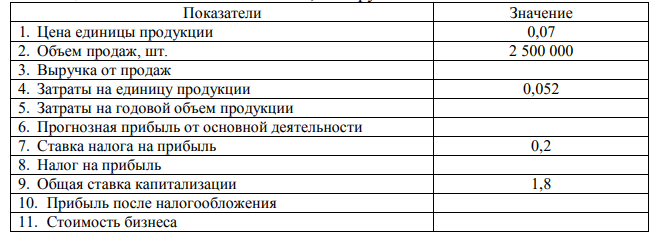 Показатели Значение
1. Цена единицы продукции 0,07
2. Объем продаж, шт. 2 500 000
3. Выручка от продаж
4. Затраты на единицу продукции 0,052
5. Затраты на годовой объем продукции
6. Прогнозная прибыль от основной деятельности
7. Ставка налога на прибыль 0,2
8. Налог на прибыль
9. Общая ставка капитализации 1,8
10. Прибыль после налогообложения
11. Стоимость бизнеса